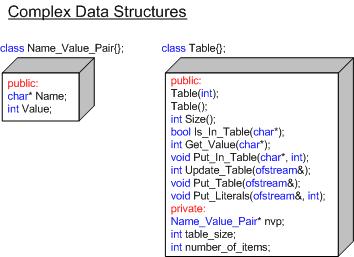 Complex Data Structures
class Name_Value_Pair{};
public:
char* Name;
int Value;
class Table{};
public:
Table(int);
Table();
int Size();
bool Is_In_Table(char*);
int Get_Value(char*);
void Put_In_Table(char*, int);
int Update_Table(ofstream&);
void Put_Table(ofstream&);
void Put_Literals(ofstream&, int);
private:
Name_Value_Pair* nvp;
int table_size;
int number_of_items;